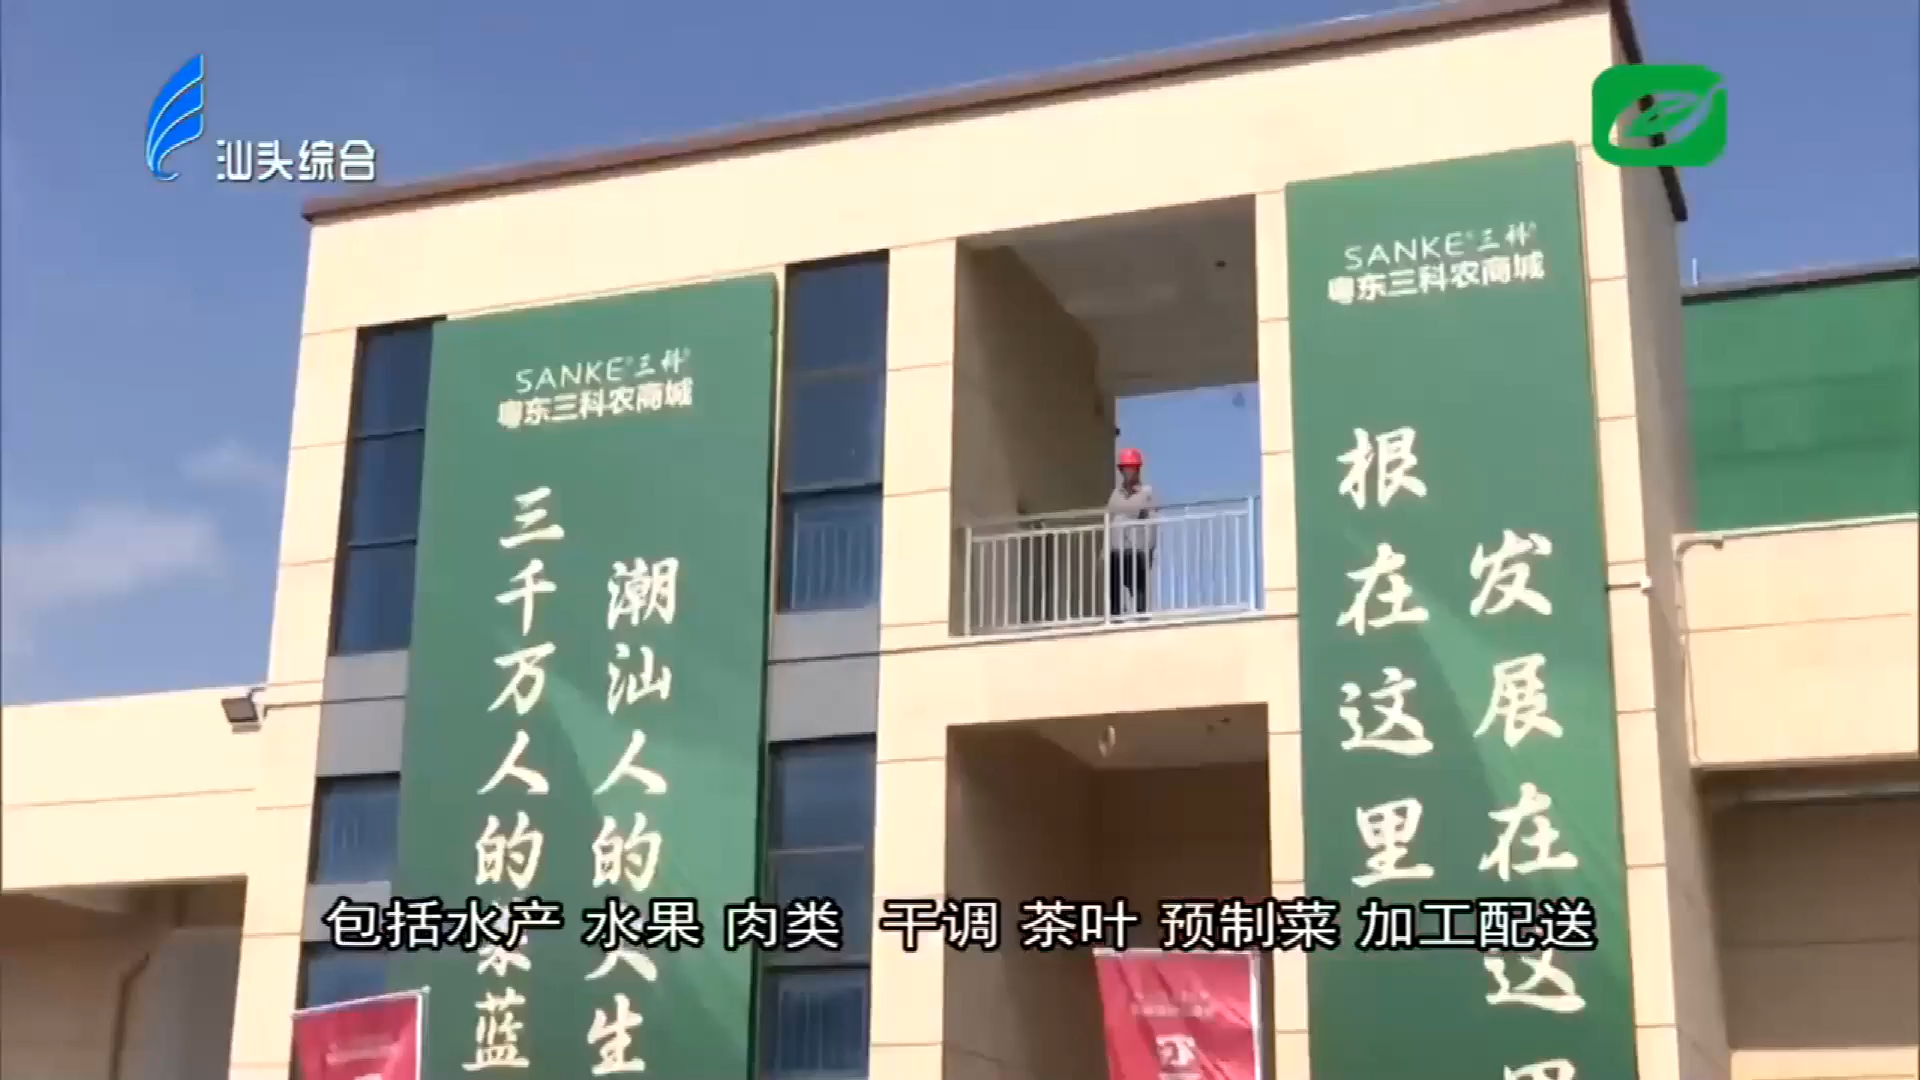 汕头综合
SANKE 三科
粤东三科农商城
三千万人的菜蓝
潮汕人的大生
SANKE 三科
粤东三科农商城
根在这里
发展在这里
包括水产 水果 肉类 干调 茶叶 预制菜 加工配送